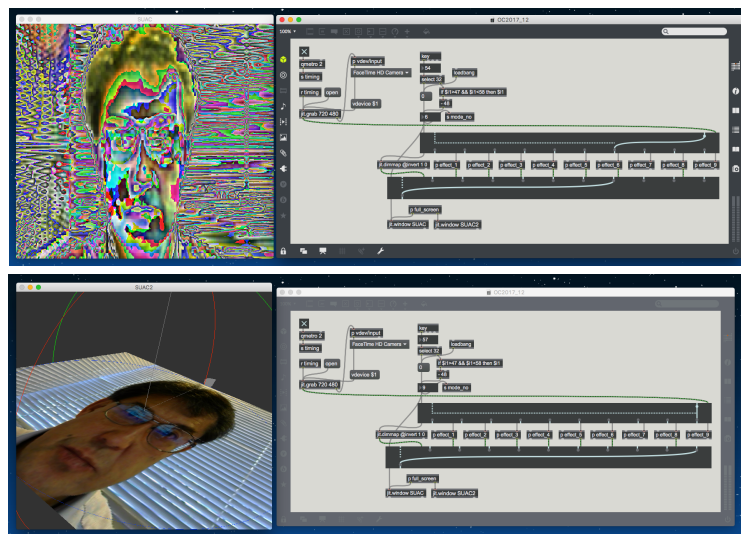 SUAC
OC2017_12
100%
key
qmetro 2
p vdev/input
54
s timing
FaceTime HD Camera
select 32
loadbang
r timing
open
0
if $i1>47 && $i1<58 then $i1
vdevice $1
- 48
jit.grab 720 480
6
s mode_no
jit.dimmap @invert 1 0
p effect_1
p effect_2
p effect_3
p effect_4
p effect_5
p effect_6
p effect_7
p effect_8
p effect_9
p full_screen
jit.window SUAC
jit.window SUAC2
SUAC2
OC2017_12
key
qmetro 2
p vdev/input
57
s timing
FaceTime HD Camera
select 32
loadbang
r timing
open
0
if $i1>47 && $i1<58 then $i1
vdevice $1
- 48
jit.grab 720 480
9
s mode_no
jit.dimmap @invert 1 0
p effect_1
p effect_2
p effect_3
p effect_4
p effect_5
p effect_6
p effect_7
p effect_8
p effect_9
p full_screen
jit.window SUAC
jit.window SUAC2